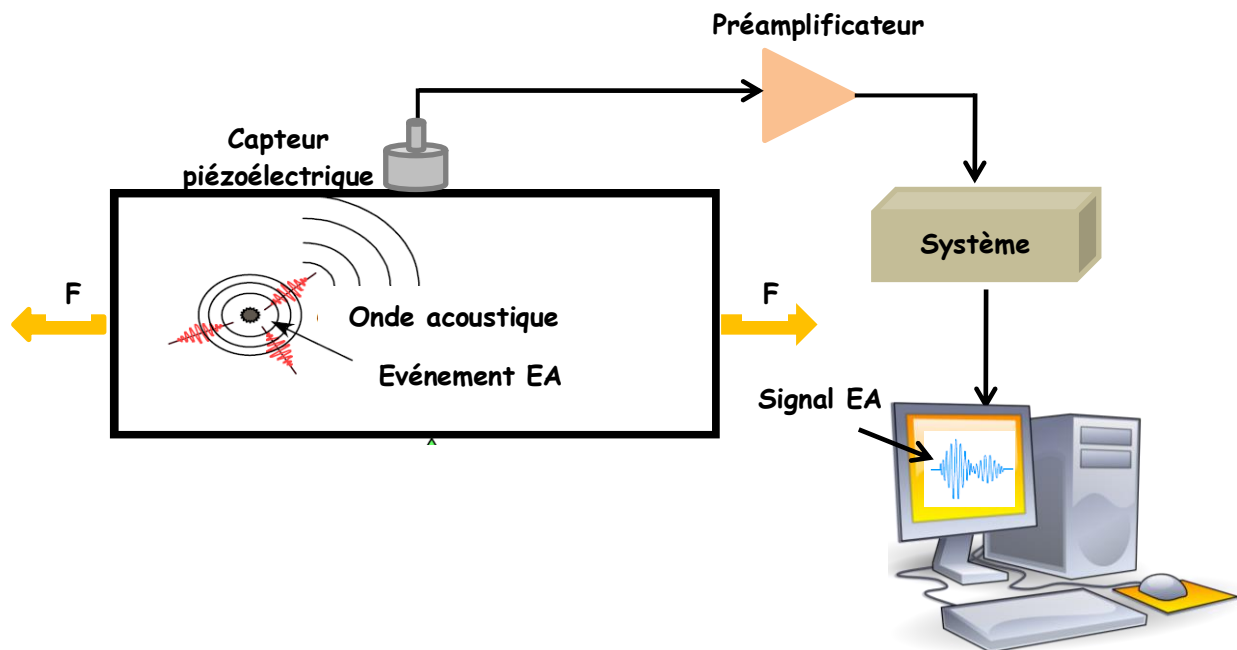 Préamplificateur
Capteur
piézoélectrique
Système
F
F
Onde acoustique
Evénement EA
Signal EA